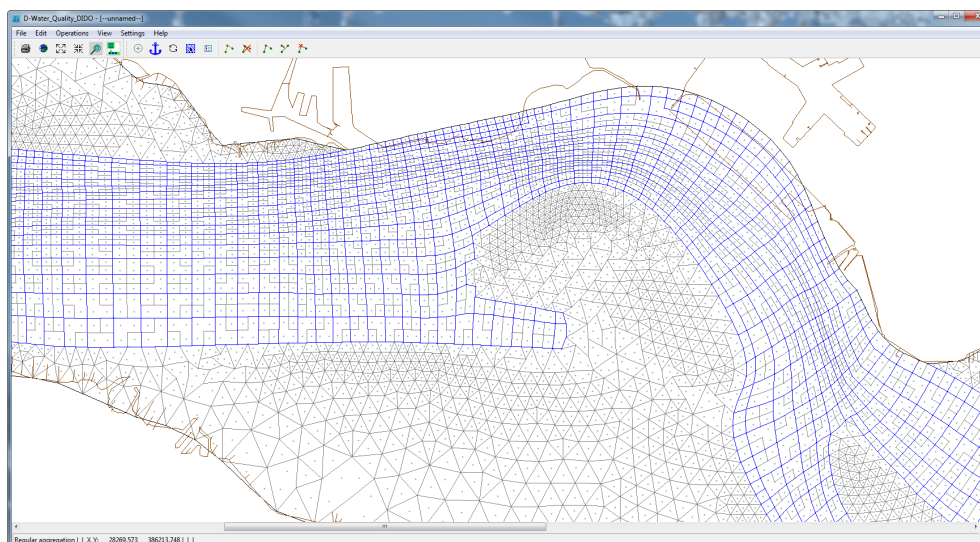 D-Water_Quality_DIDO - [--unnamed--]
File Edit Operations View Settings Help
Regular aggregation | | X,Y: 28269.573, 386213.748 | | |